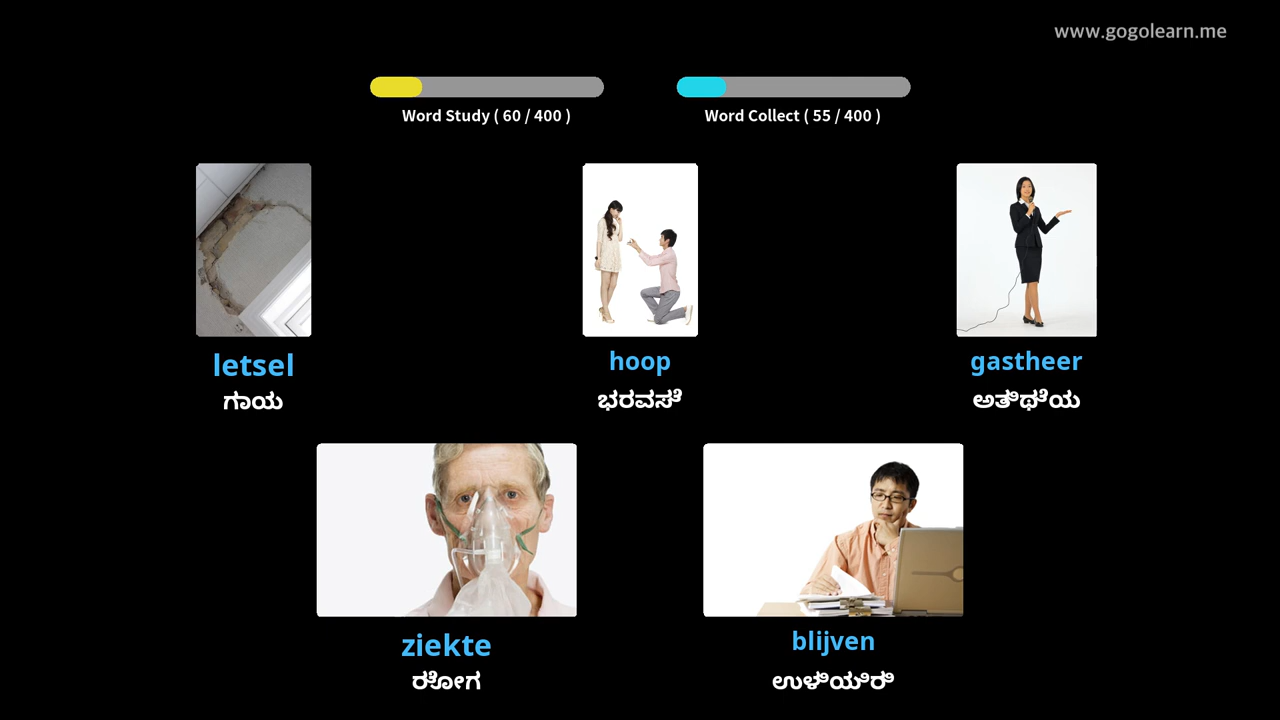 www.gogolearn.me
Word Study ( 60 / 400 )
Word Collect ( 55 / 400 )
letsel
ಗಾಯ
hoop
ಭರವಸೆ
gastheer
ಅತಿಥೆಯ
ziekte
ರೋಗ
blijven
ಉಳಿಯಿರಿ